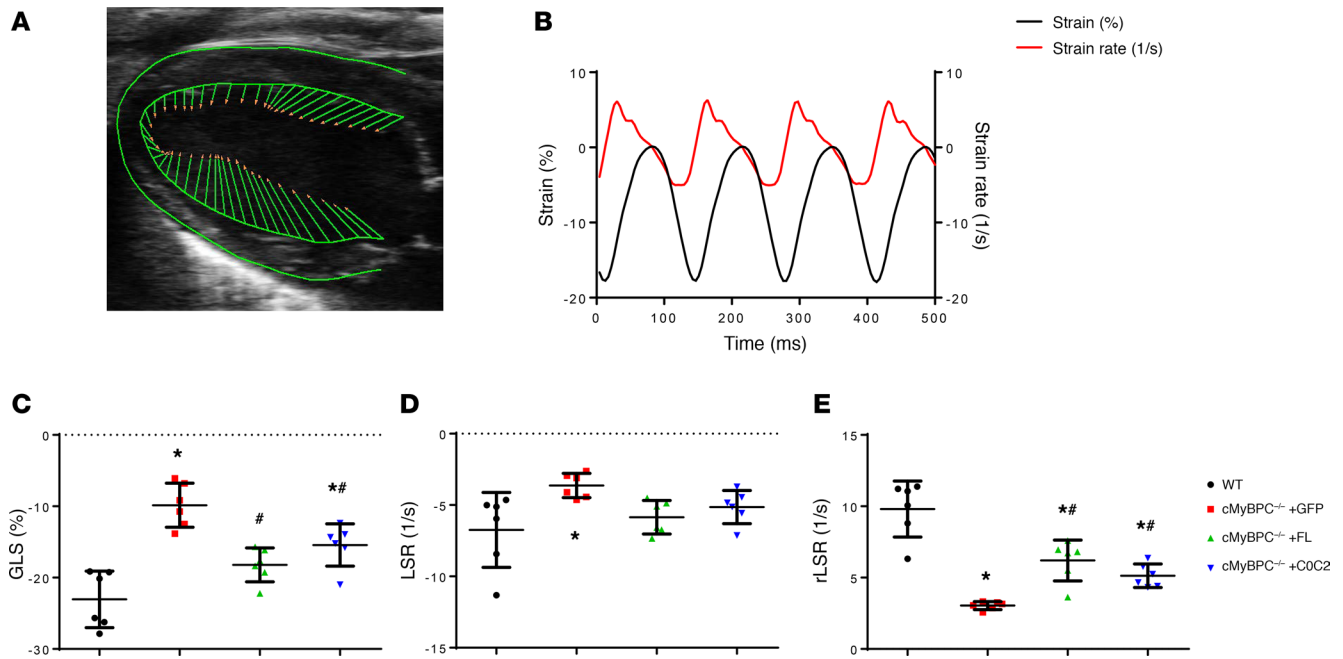 A
B
Strain (%)
Strain rate (1/s)
10
0
-10
-20
Strain (%)
10
0
-10
-20
Strain rate (1/s)
0 100 200 300 400 500
Time (ms)
C
0
-10
-20
-30
GLS (%)
*
#
*#
D
0
-5
-10
-15
LSR (1/s)
*
E
15
10
5
0
rLSR (1/s)
*
*#
*#
WT
cMyBPC⁻/⁻ +GFP
cMyBPC⁻/⁻ +FL
cMyBPC⁻/⁻ +C0C2